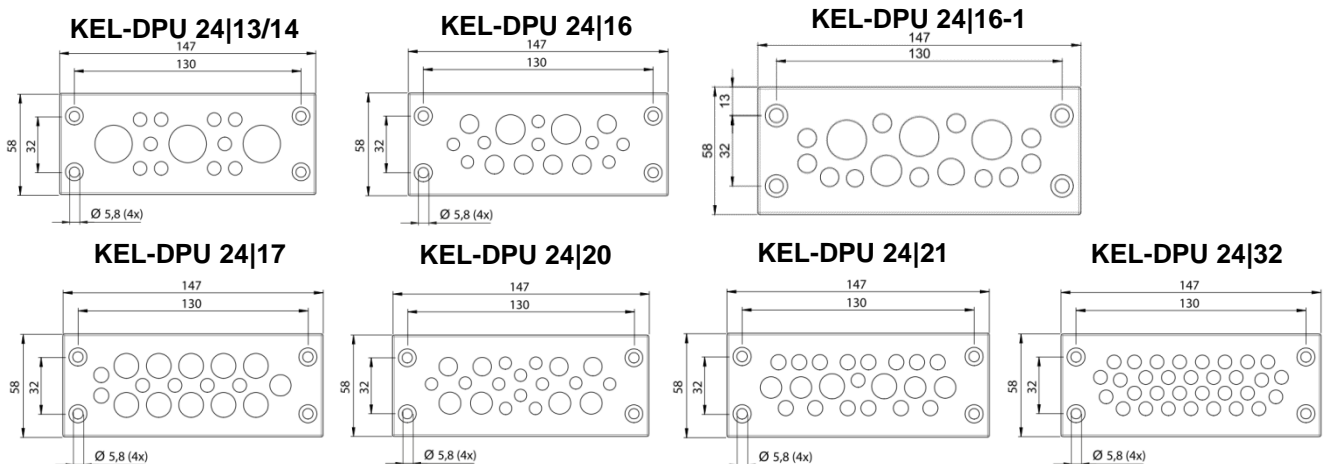 KEL-DPU 24|13/14
147
130
58
32
Ø 5,8 (4x)
KEL-DPU 24|16
147
130
58
32
Ø 5,8 (4x)
KEL-DPU 24|16-1
147
130
13
58
32
KEL-DPU 24|17
147
130
58
32
Ø 5,8 (4x)
KEL-DPU 24|20
147
130
58
32
Ø 5,8 (4x)
KEL-DPU 24|21
147
130
58
32
Ø 5,8 (4x)
KEL-DPU 24|32
147
130
58
32
Ø 5,8 (4x)